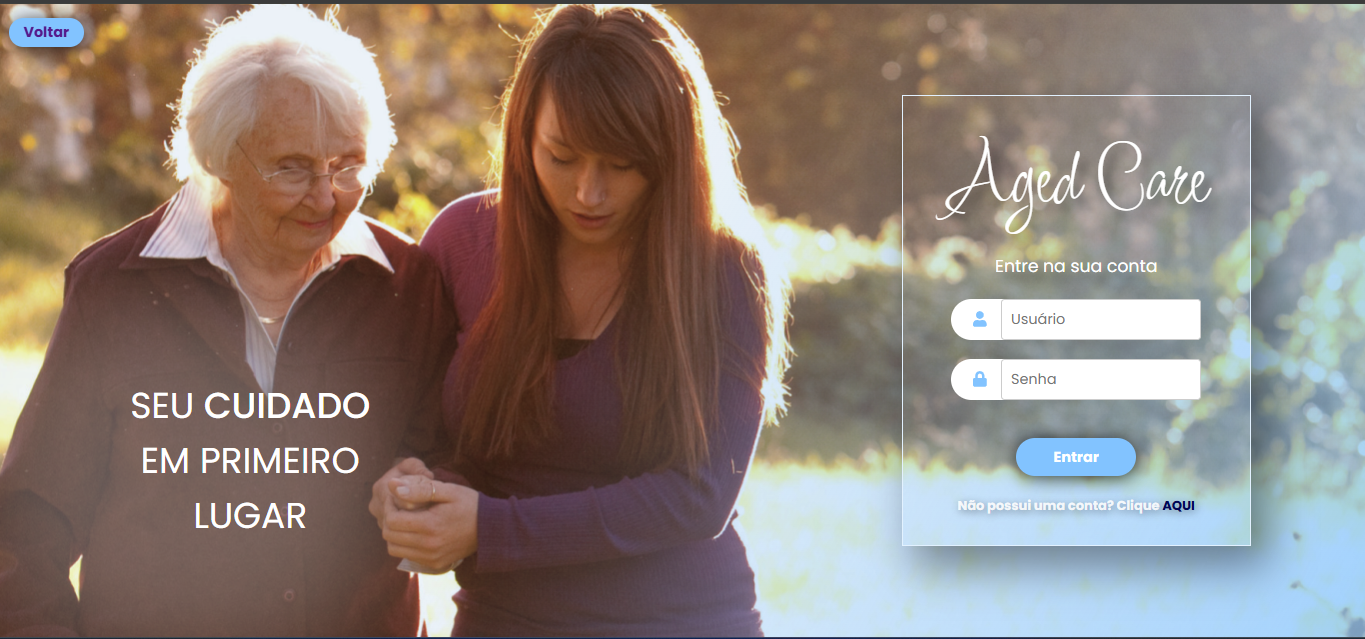 Voltar
Aged Care
Entre na sua conta
Usuário
Senha
SEU CUIDADO
EM PRIMEIRO
LUGAR
Entrar
Não possui uma conta? Clique AQUI